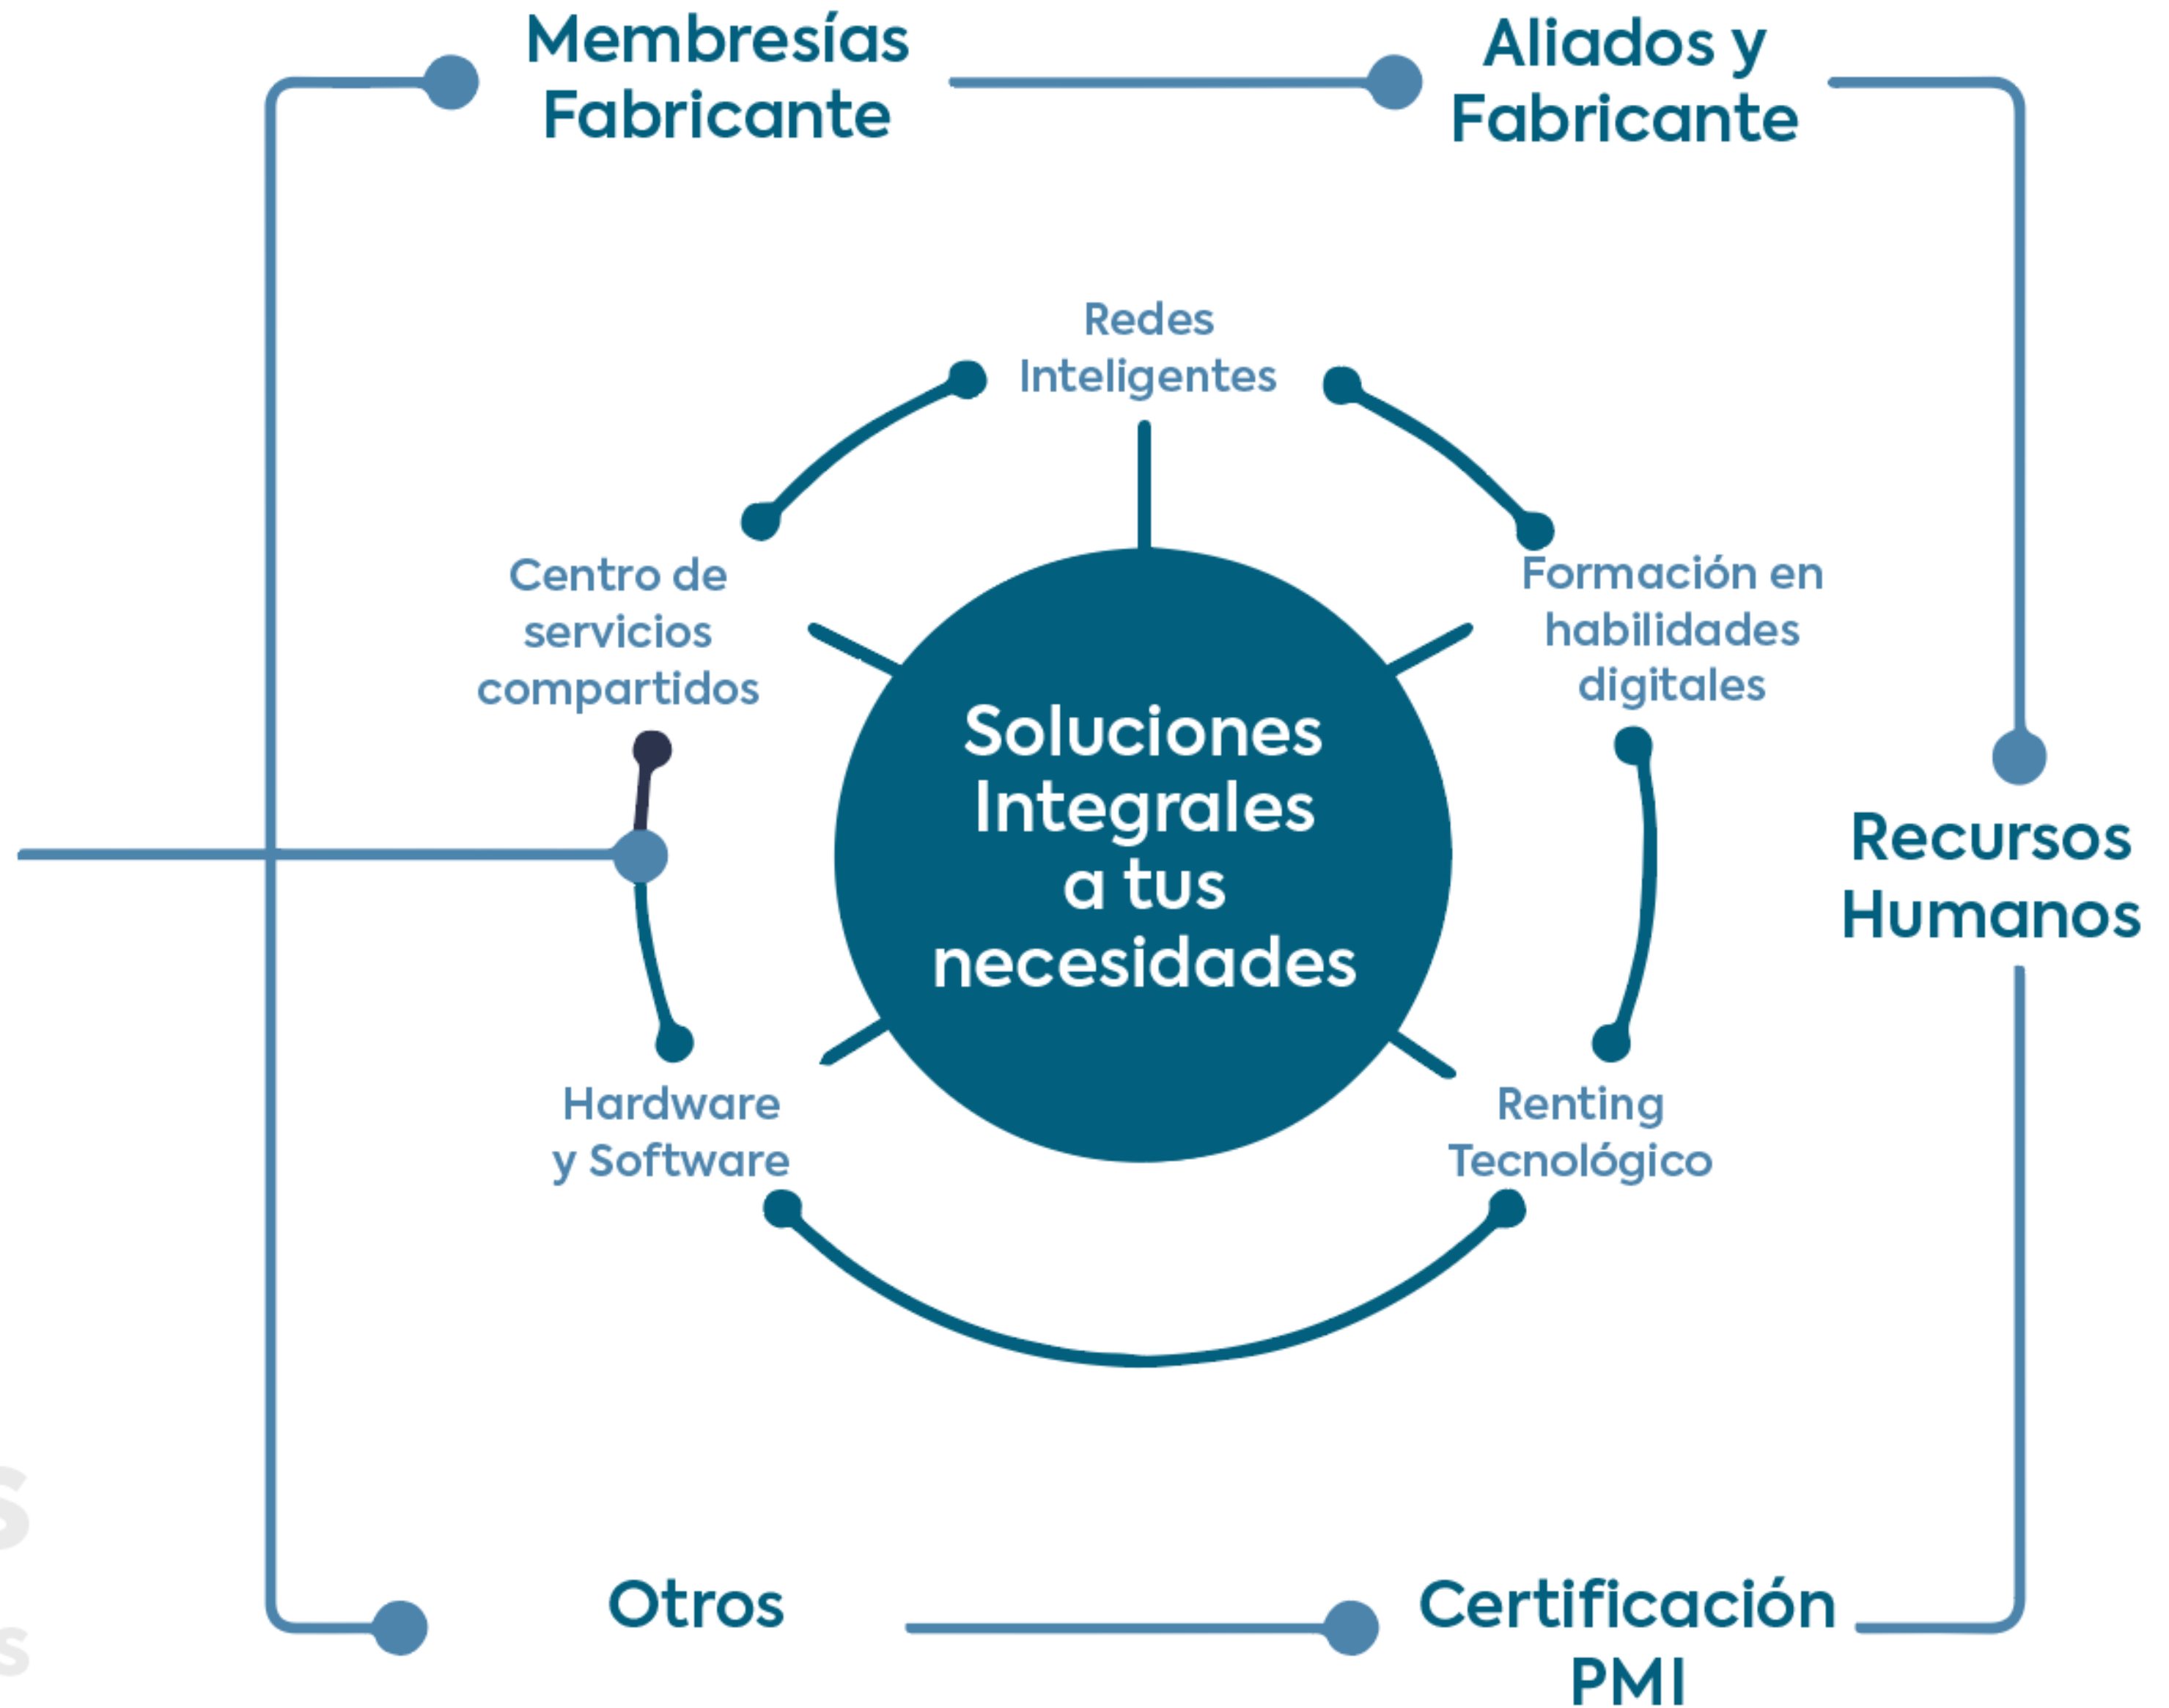 Membresías
Fabricante
Aliados y
Fabricante
Redes
Inteligentes
Centro de
servicios
compartidos
Formación en
habilidades
digitales
Soluciones
Integrales
a tus
necesidades
Recursos
Humanos
Hardware
y Software
Renting
Tecnológico
Otros
Certificación
PMI